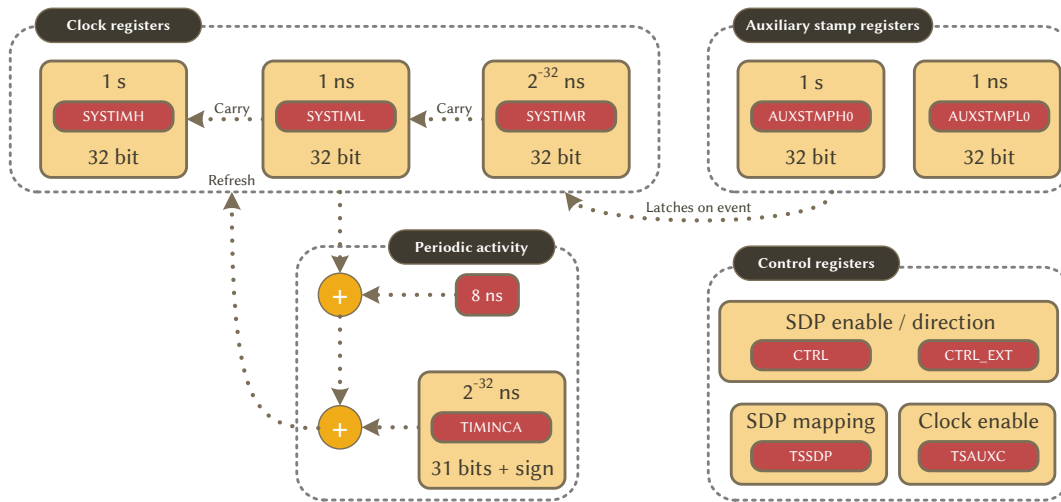 Clock registers
1 s
SYSTIMH
32 bit
Carry
1 ns
SYSTIML
32 bit
Carry
2⁻³² ns
SYSTIMR
32 bit
Auxiliary stamp registers
1 s
AUXSTMPH0
32 bit
1 ns
AUXSTMPL0
32 bit
Refresh
Latches on event
Periodic activity
+
8 ns
+
2⁻³² ns
TIMINCA
31 bits + sign
Control registers
SDP enable / direction
CTRL
CTRL_EXT
SDP mapping
TSSDP
Clock enable
TSAUXC